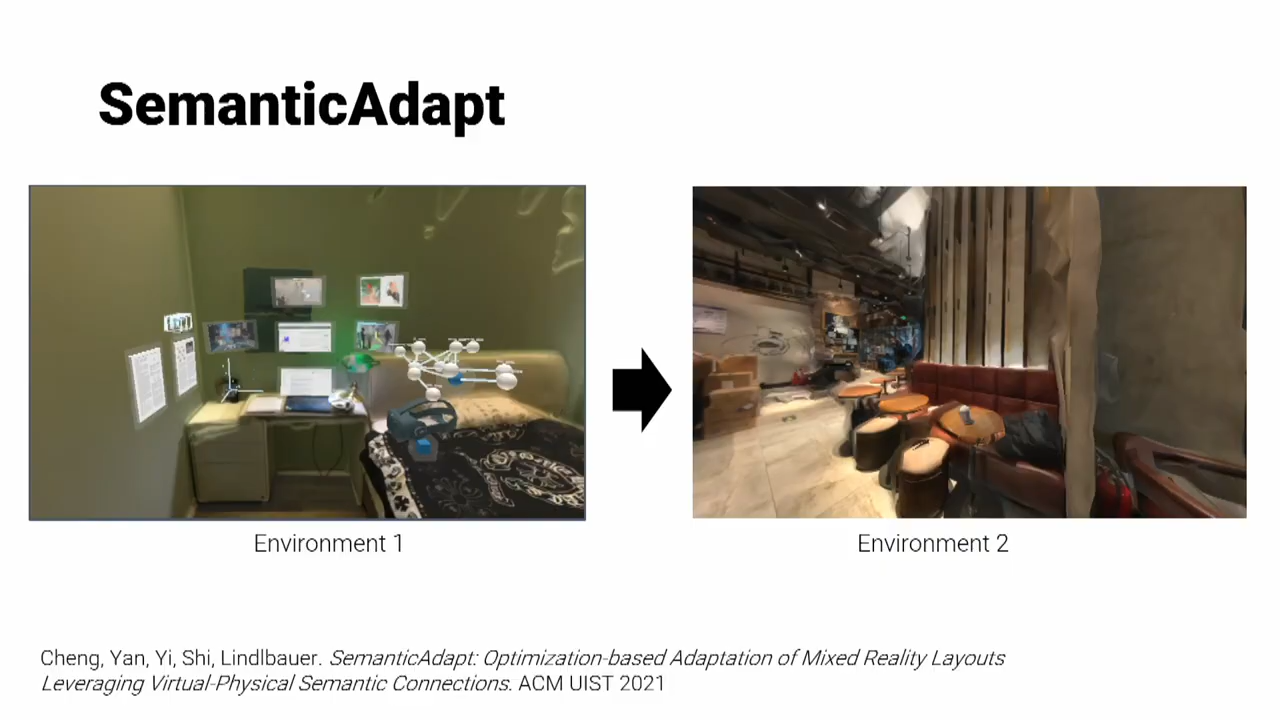 SemanticAdapt
Environment 1
Environment 2
Cheng, Yan, Yi, Shi, Lindlbauer. SemanticAdapt: Optimization-based Adaptation of Mixed Reality Layouts
Leveraging Virtual-Physical Semantic Connections. ACM UIST 2021